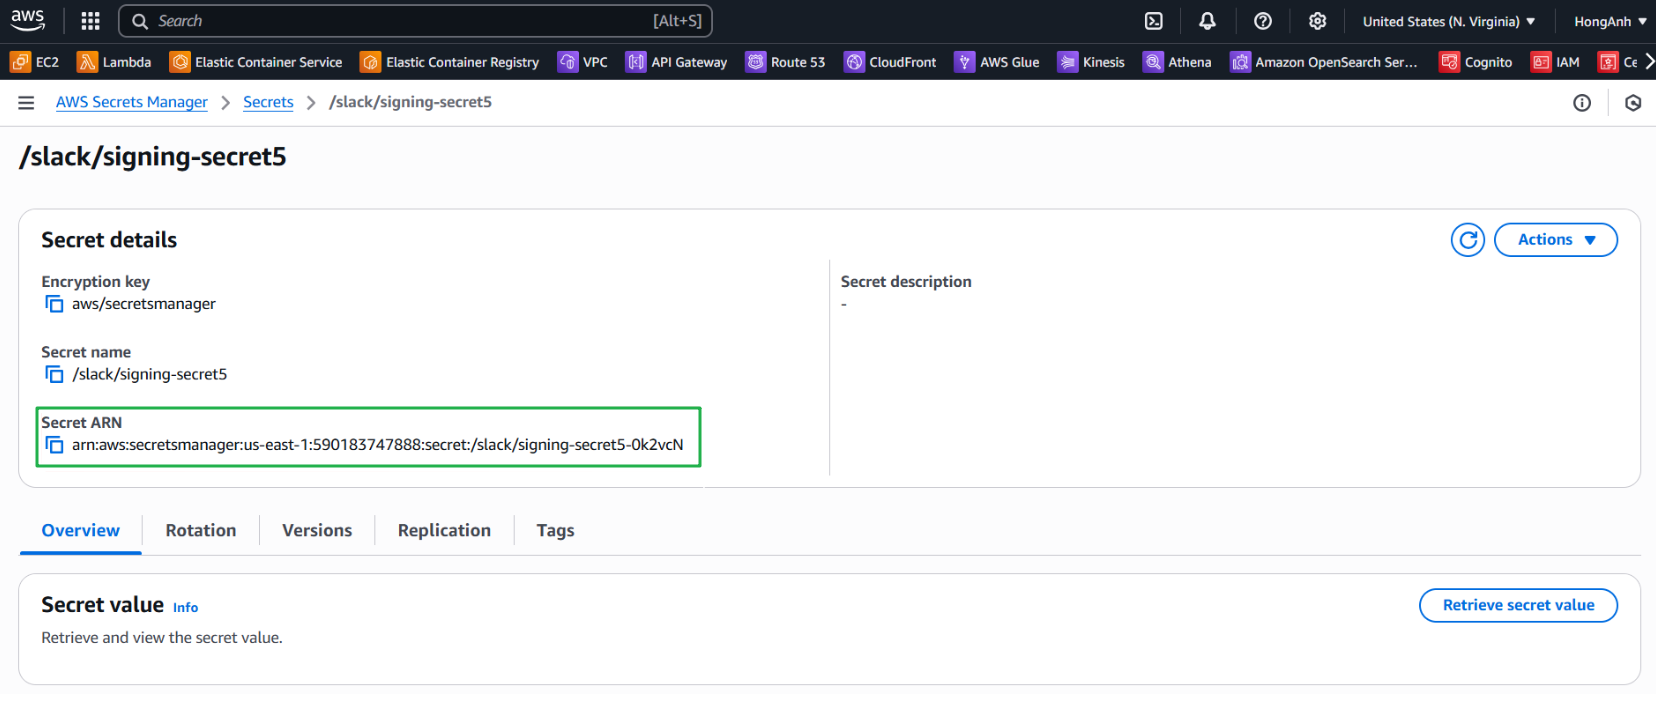 aws Search [Alt+S] United States (N. Virginia) HongAnh
EC2 Lambda Elastic Container Service Elastic Container Registry VPC API Gateway Route 53 CloudFront AWS Glue Kinesis Athena Amazon OpenSearch Ser... Cognito IAM Ce
AWS Secrets Manager Secrets /slack/signing-secret5
/slack/signing-secret5
Secret details
Actions
Encryption key
aws/secretsmanager
Secret description
-
Secret name
/slack/signing-secret5
Secret ARN
arn:aws:secretsmanager:us-east-1:590183747888:secret:/slack/signing-secret5-0k2vcN
Overview Rotation Versions Replication Tags
Secret value Info
Retrieve secret value
Retrieve and view the secret value.